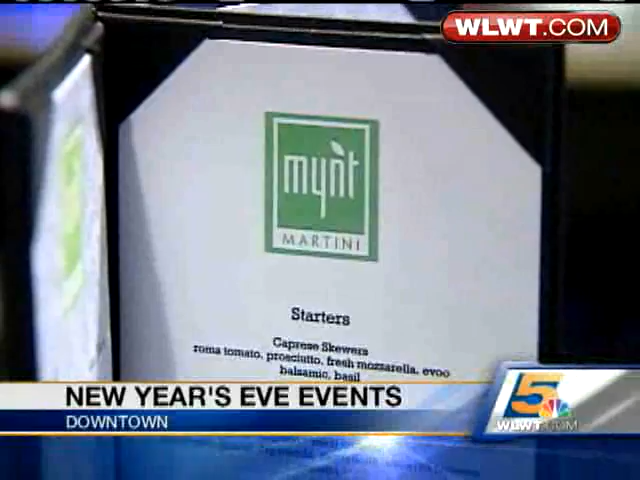 WLWT.COM
mynt
MARTINI
Starters
Caprese Skewers
roma tomato, prosciutto, fresh mozzarella, evoo
balsamic, basil
NEW YEAR'S EVE EVENTS
DOWNTOWN
5
WLWT.COM